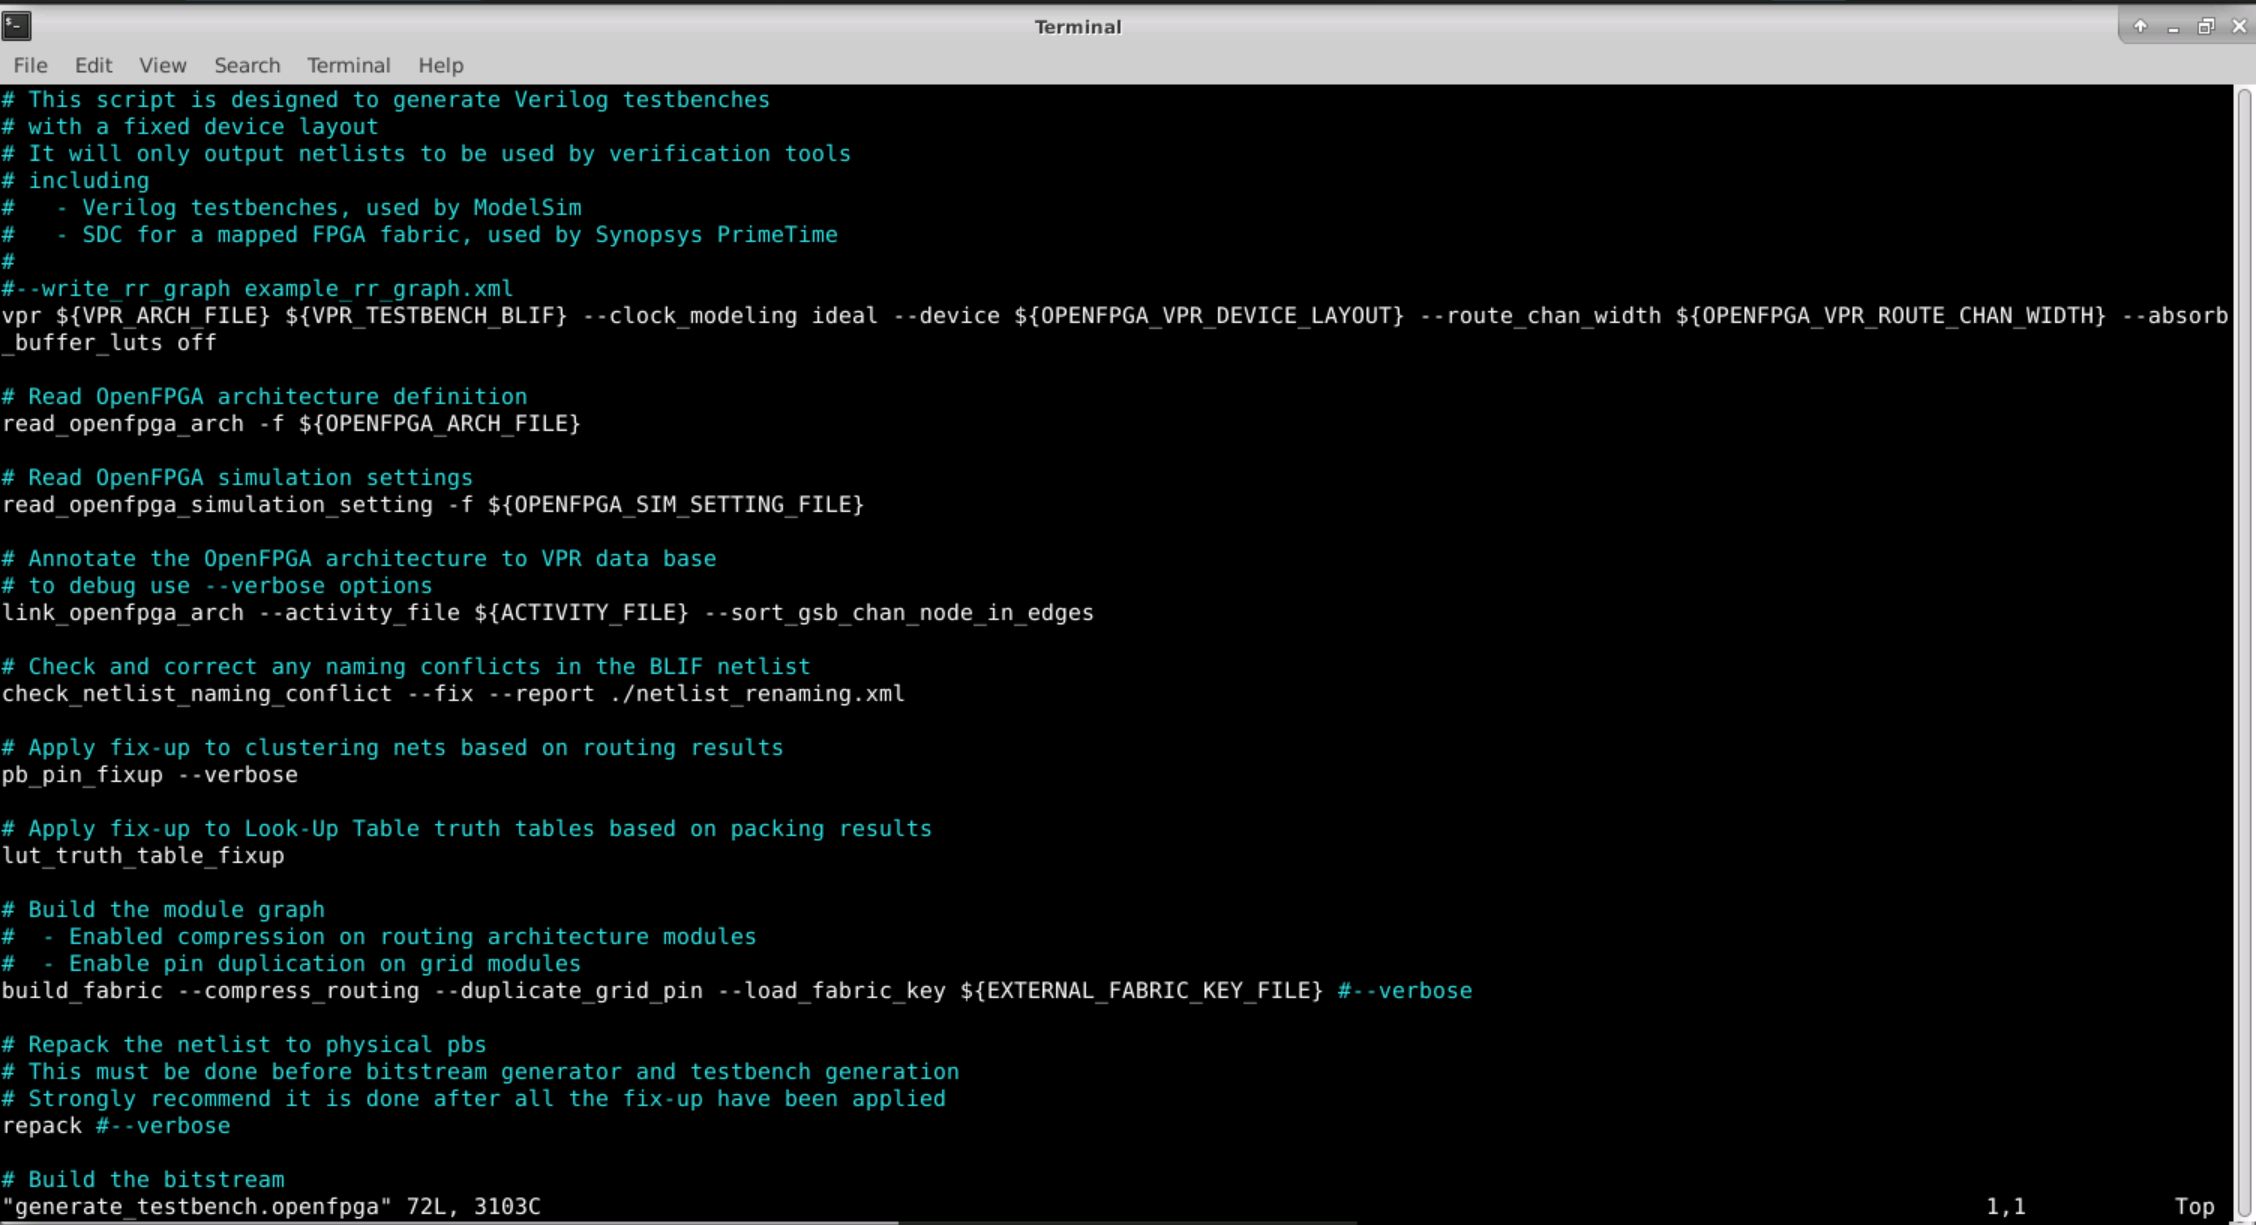 Terminal
File Edit View Search Terminal Help
# This script is designed to generate Verilog testbenches
# with a fixed device layout
# It will only output netlists to be used by verification tools
# including
#   - Verilog testbenches, used by ModelSim
#   - SDC for a mapped FPGA fabric, used by Synopsys PrimeTime
#
#--write_rr_graph example_rr_graph.xml
vpr ${VPR_ARCH_FILE} ${VPR_TESTBENCH_BLIF} --clock_modeling ideal --device ${OPENFPGA_VPR_DEVICE_LAYOUT} --route_chan_width ${OPENFPGA_VPR_ROUTE_CHAN_WIDTH} --absorb
_buffer_luts off

# Read OpenFPGA architecture definition
read_openfpga_arch -f ${OPENFPGA_ARCH_FILE}

# Read OpenFPGA simulation settings
read_openfpga_simulation_setting -f ${OPENFPGA_SIM_SETTING_FILE}

# Annotate the OpenFPGA architecture to VPR data base
# to debug use --verbose options
link_openfpga_arch --activity_file ${ACTIVITY_FILE} --sort_gsb_chan_node_in_edges

# Check and correct any naming conflicts in the BLIF netlist
check_netlist_naming_conflict --fix --report ./netlist_renaming.xml

# Apply fix-up to clustering nets based on routing results
pb_pin_fixup --verbose

# Apply fix-up to Look-Up Table truth tables based on packing results
lut_truth_table_fixup

# Build the module graph
#  - Enabled compression on routing architecture modules
#  - Enable pin duplication on grid modules
build_fabric --compress_routing --duplicate_grid_pin --load_fabric_key ${EXTERNAL_FABRIC_KEY_FILE} #--verbose

# Repack the netlist to physical pbs
# This must be done before bitstream generator and testbench generation
# Strongly recommend it is done after all the fix-up have been applied
repack #--verbose

# Build the bitstream
"generate_testbench.openfpga" 72L, 3103C 1,1 Top